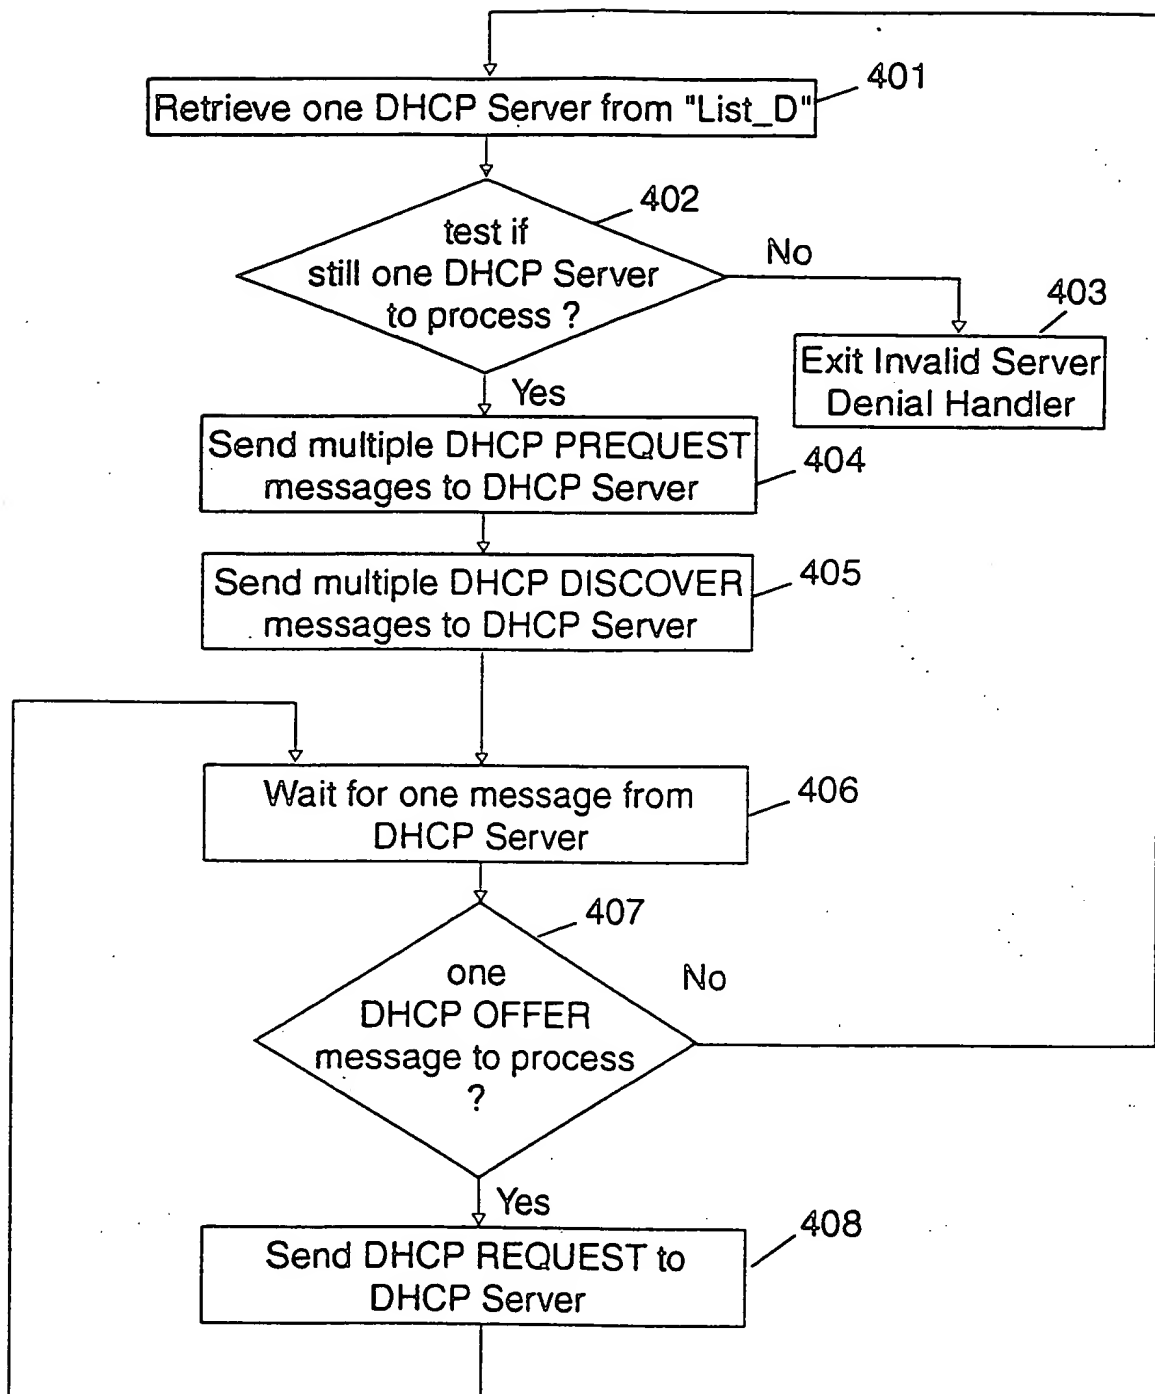 401
Retrieve one DHCP Server from "List_D"
402
test if
still one DHCP Server
to process ?
No
403
Exit Invalid Server
Denial Handler
Yes
Send multiple DHCP PREQUEST
messages to DHCP Server
404
Send multiple DHCP DISCOVER
messages to DHCP Server
405
Wait for one message from
DHCP Server
406
407
one
DHCP OFFER
message to process
?
No
Yes
408
Send DHCP REQUEST to
DHCP Server